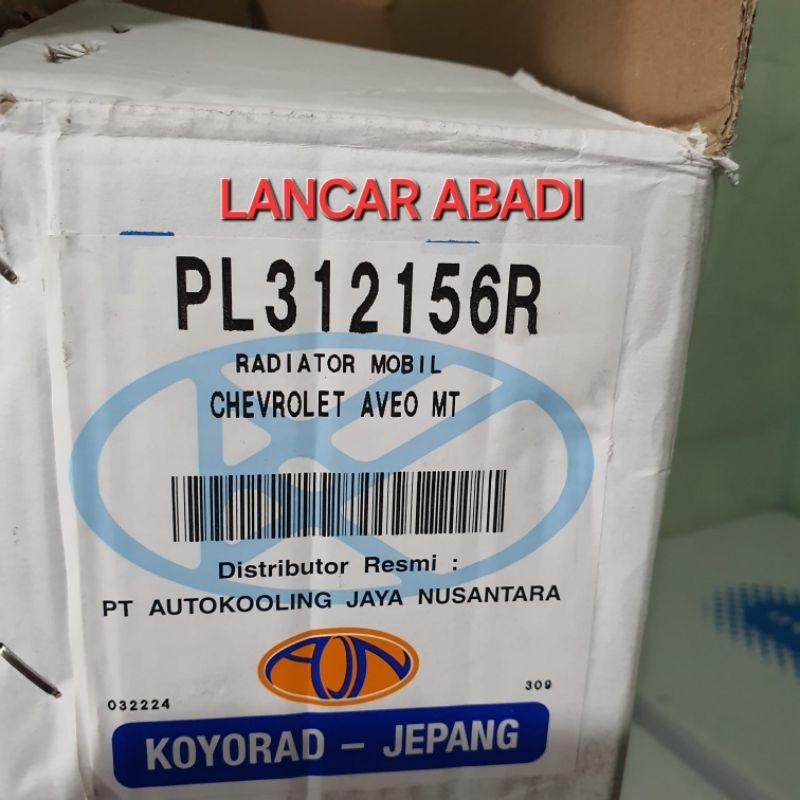 LANCAR ABADI
PL312156R
RADIATOR MOBIL
CHEVROLET AVEO MT
Distributor Resmi :
PT AUTOKOOLING JAYA NUSANTARA
AJN
032224
309
KOYORAD - JEPANG